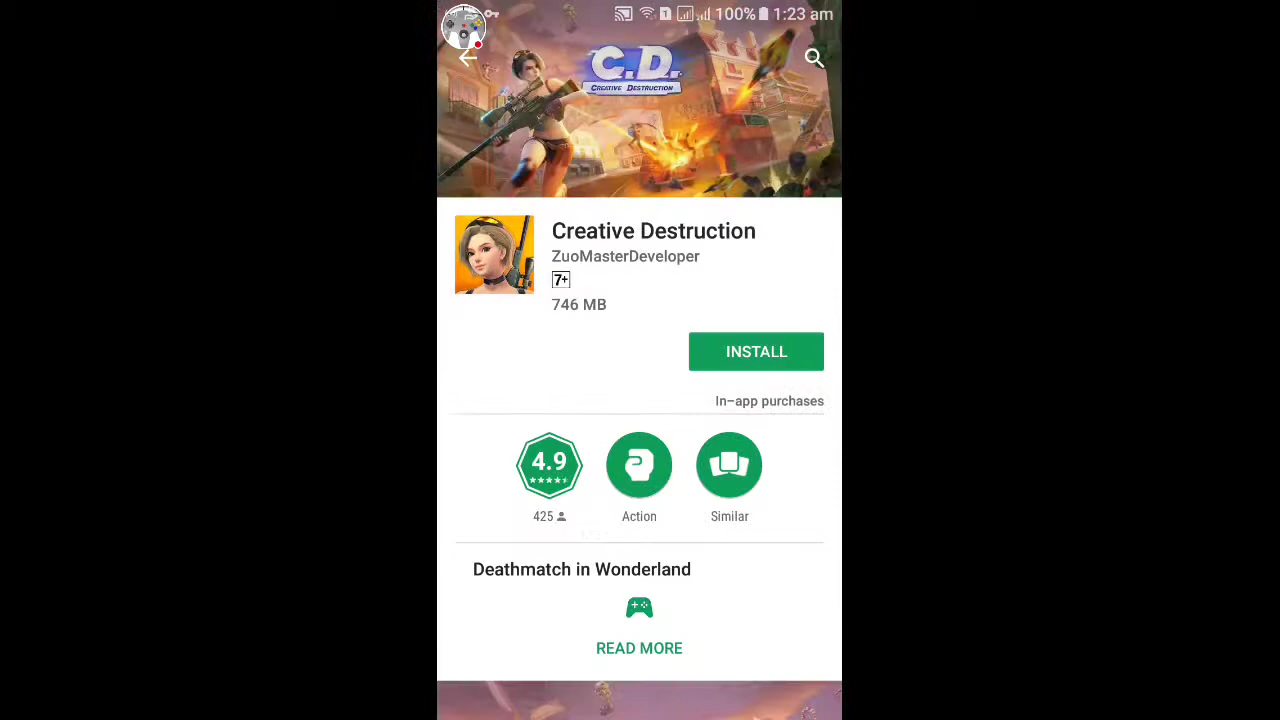 100% 1:23 am
C.D.
CREATIVE DESTRUCTION
Creative Destruction
ZuoMasterDeveloper
7+
746 MB
INSTALL
In-app purchases
4.9
425 Action Similar
Deathmatch in Wonderland
READ MORE